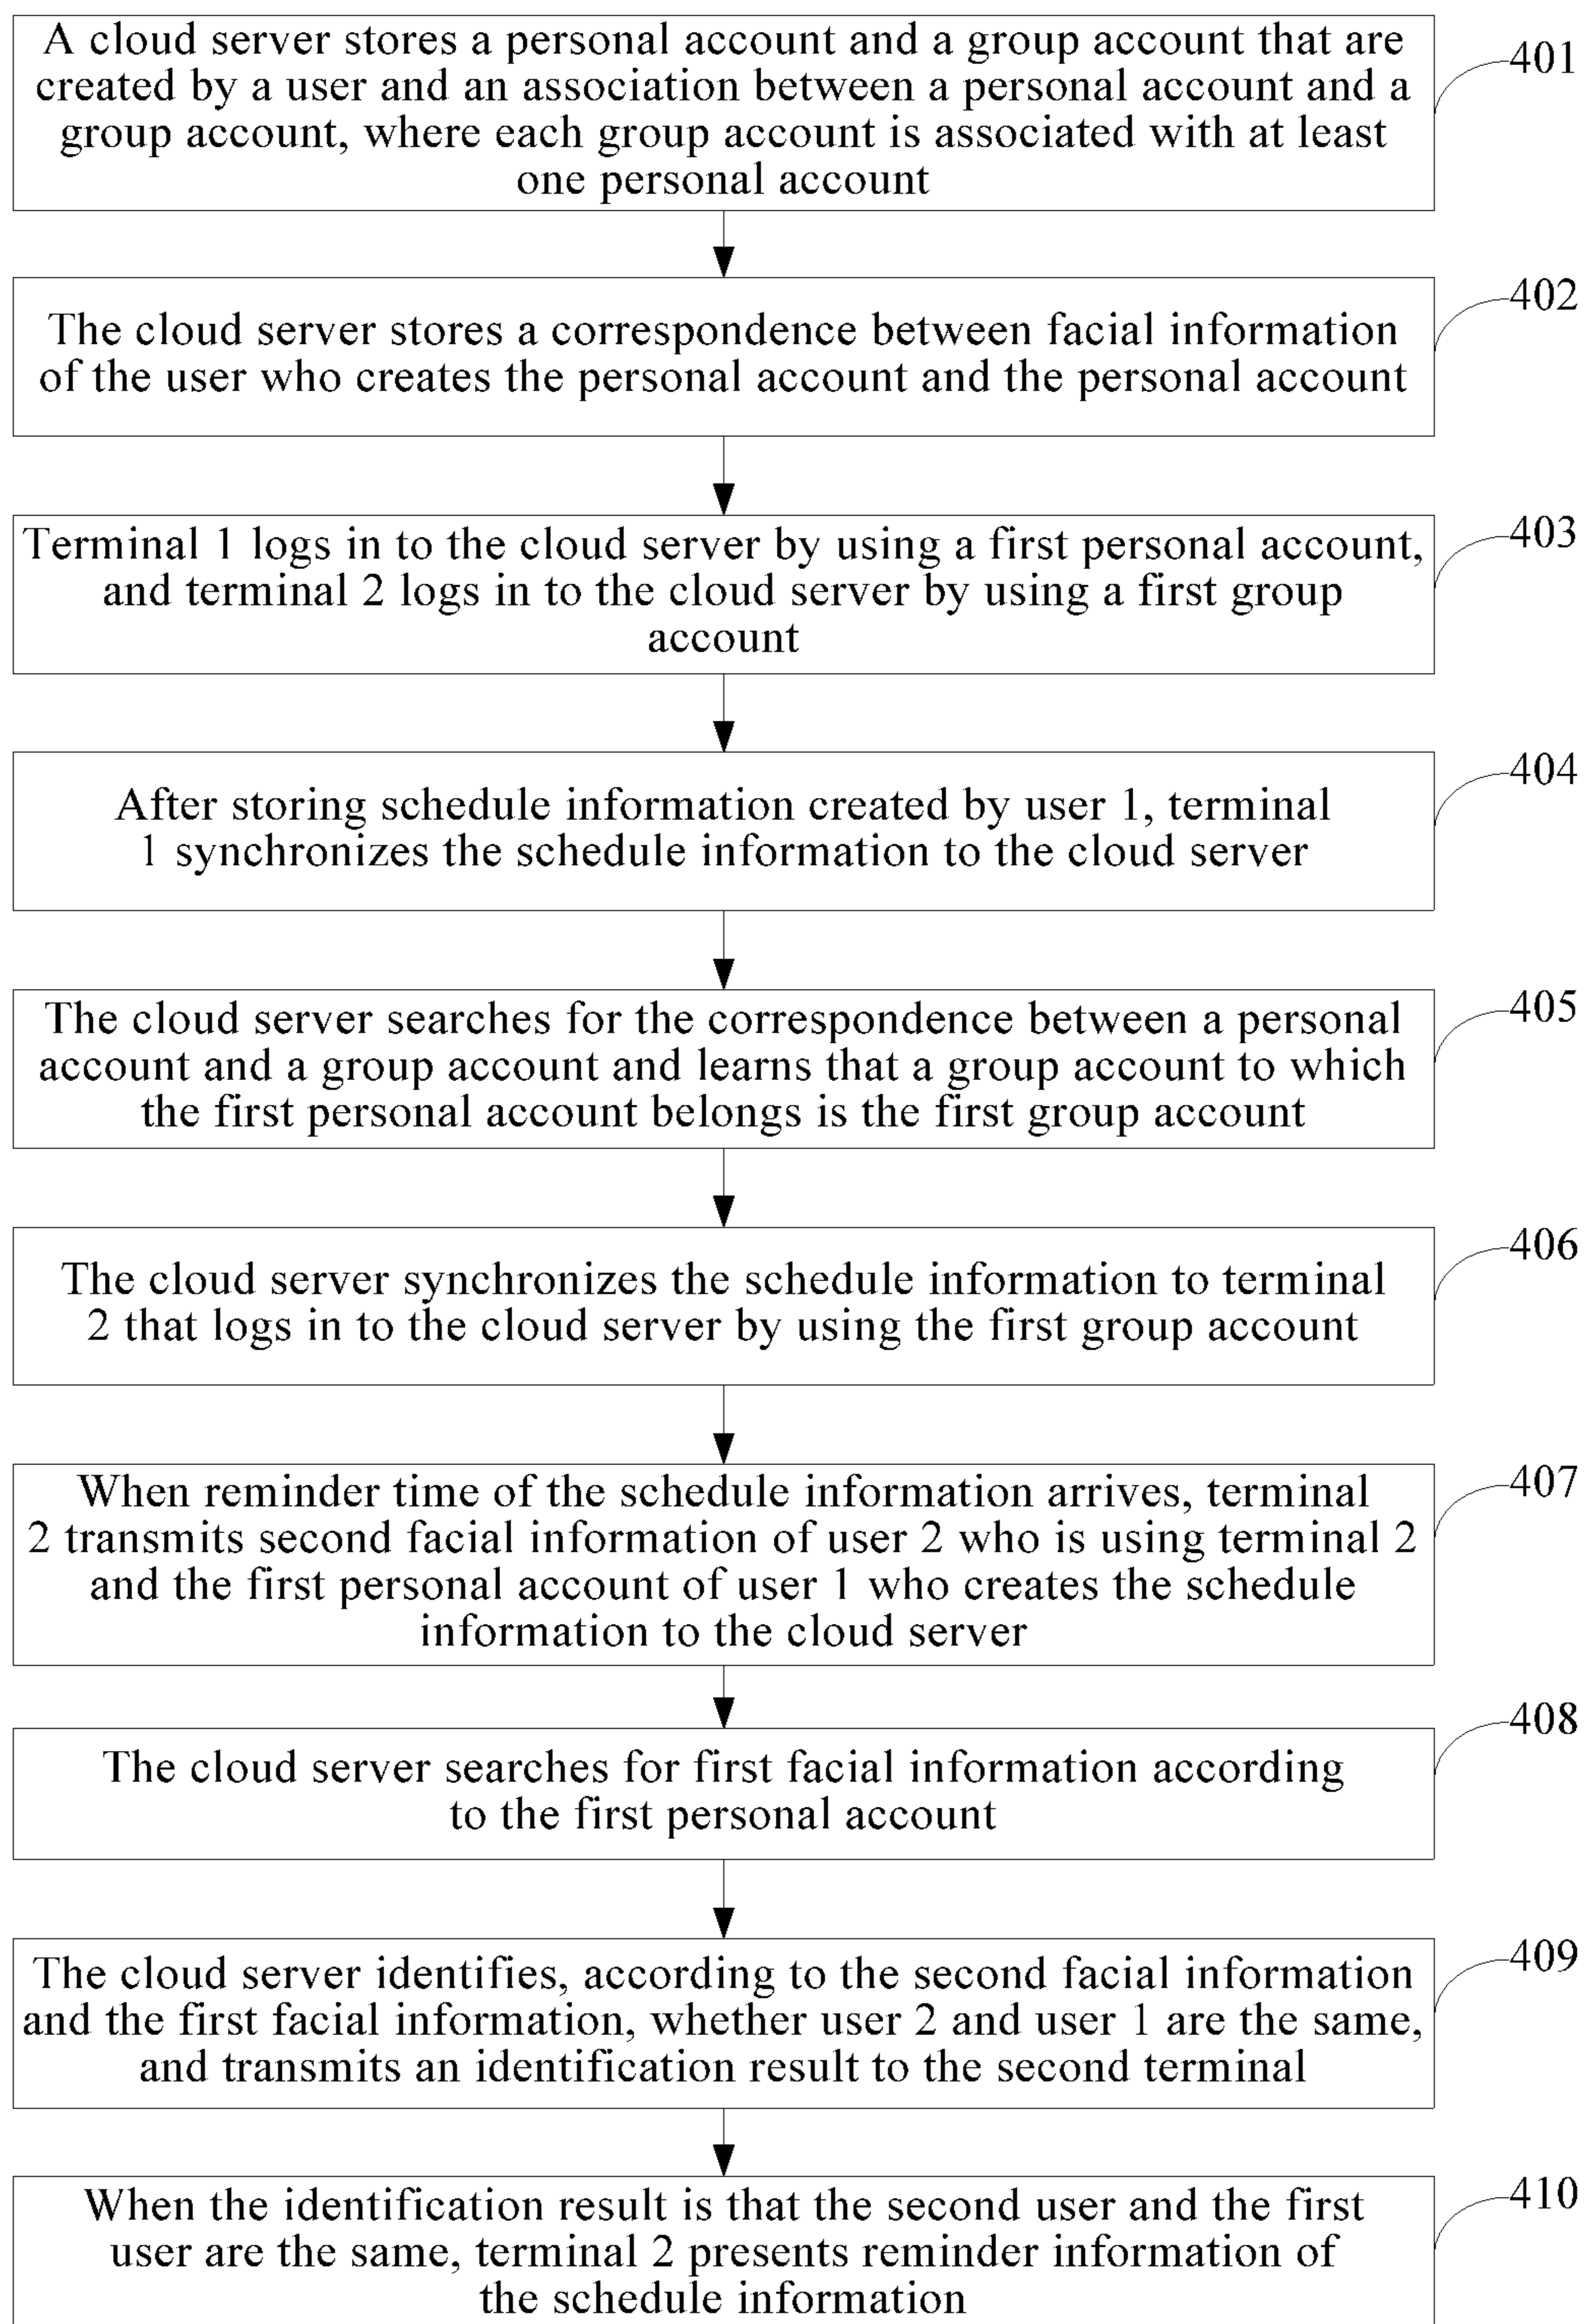 A cloud server stores a personal account and a group account that are
created by a user and an association between a personal account and a
group account, where each group account is associated with at least
one personal account
401
The cloud server stores a correspondence between facial information
of the user who creates the personal account and the personal account
402
Terminal 1 logs in to the cloud server by using a first personal account,
and terminal 2 logs in to the cloud server by using a first group
account
403
After storing schedule information created by user 1, terminal
1 synchronizes the schedule information to the cloud server
404
The cloud server searches for the correspondence between a personal
account and a group account and learns that a group account to which
the first personal account belongs is the first group account
405
The cloud server synchronizes the schedule information to terminal
2 that logs in to the cloud server by using the first group account
406
When reminder time of the schedule information arrives, terminal
2 transmits second facial information of user 2 who is using terminal 2
and the first personal account of user 1 who creates the schedule
information to the cloud server
407
The cloud server searches for first facial information according
to the first personal account
408
The cloud server identifies, according to the second facial information
and the first facial information, whether user 2 and user 1 are the same,
and transmits an identification result to the second terminal
409
When the identification result is that the second user and the first
user are the same, terminal 2 presents reminder information of
the schedule information
410